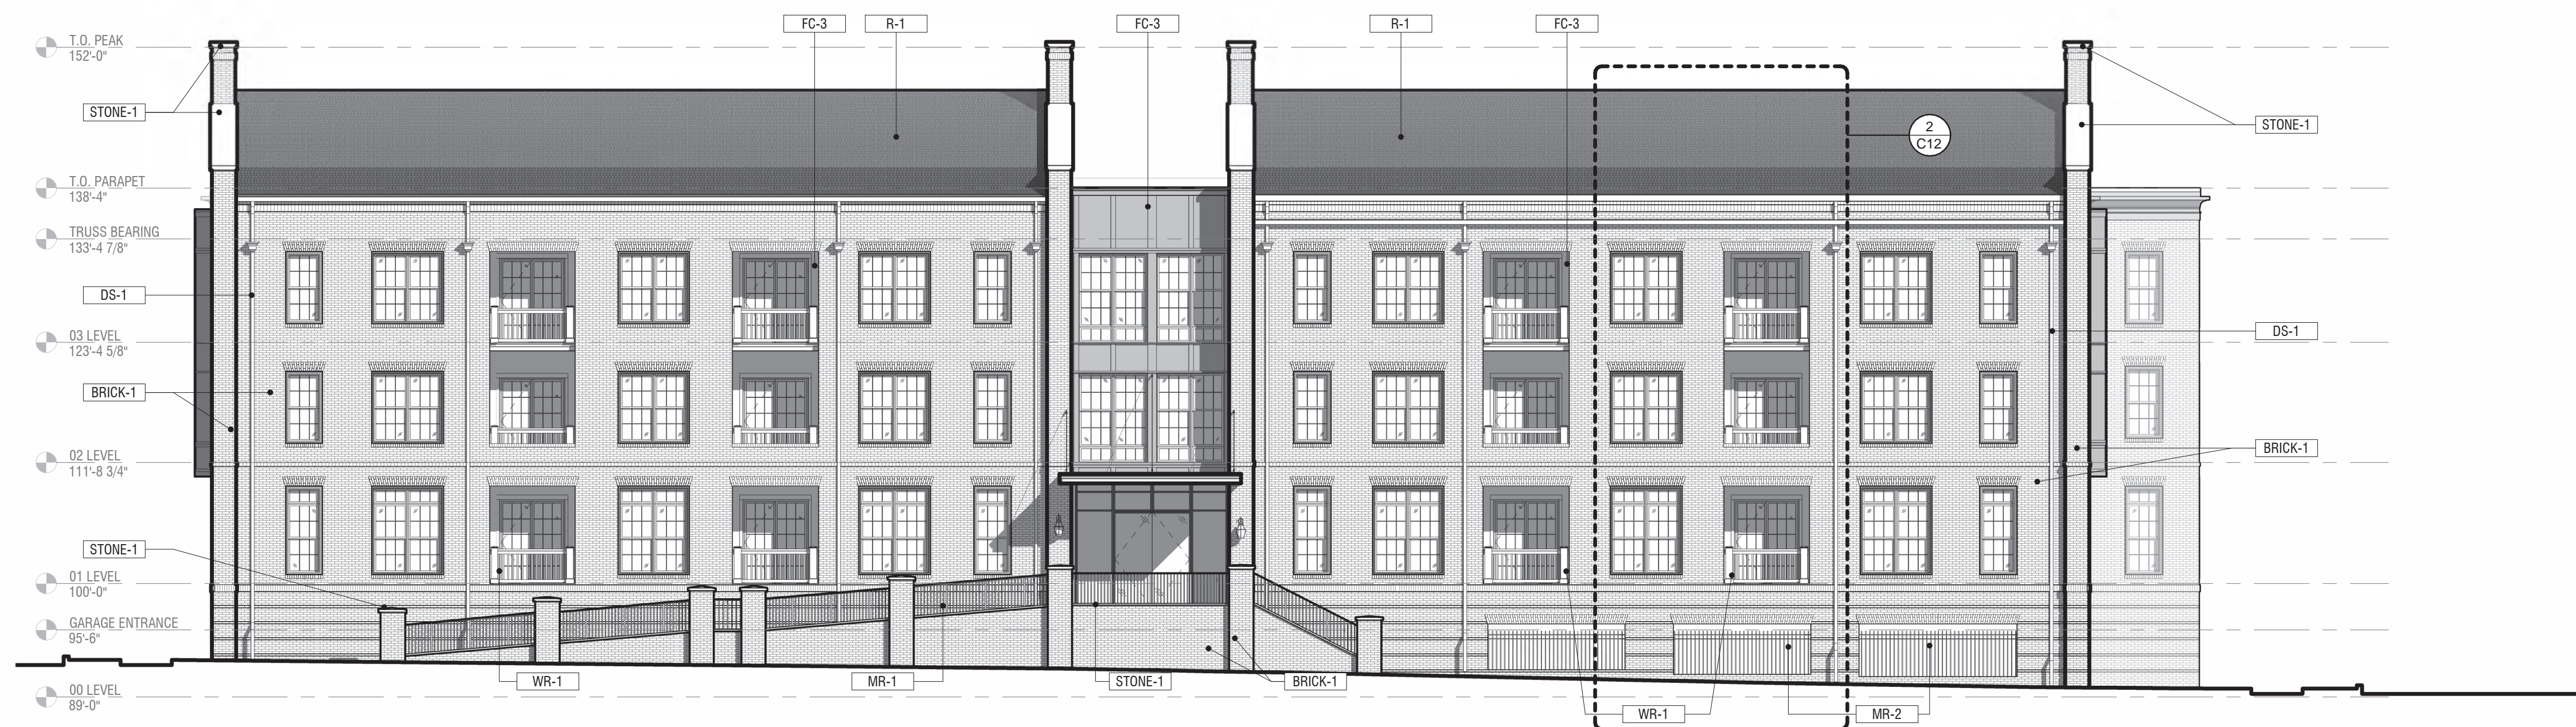 FC-3
R-1
FC-3
R-1
FC-3
T.O. PEAK
152'-0"
STONE-1
STONE-1
2
C12
T.O. PARAPET
138'-4"
TRUSS BEARING
133'-4 7/8"
DS-1
DS-1
03 LEVEL
123'-4 5/8"
BRICK-1
BRICK-1
02 LEVEL
111'-8 3/4"
STONE-1
01 LEVEL
100'-0"
GARAGE ENTRANCE
95'-6"
WR-1
MR-1
STONE-1
BRICK-1
00 LEVEL
89'-0"
WR-1
MR-2